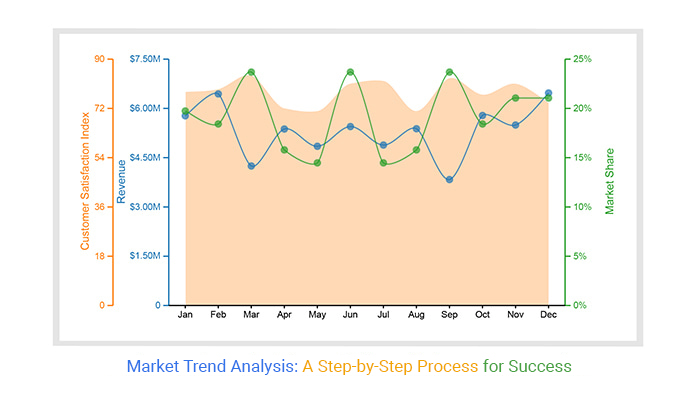 90 $7.50M 25%
72 $6.00M 20%
54 $4.50M 15%
36 $3.00M 10%
18 $1.50M 5%
0 0 0%
Customer Satisfaction Index
Revenue
Market Share
Jan Feb Mar Apr May Jun Jul Aug Sep Oct Nov Dec
Market Trend Analysis: A Step-by-Step Process for Success